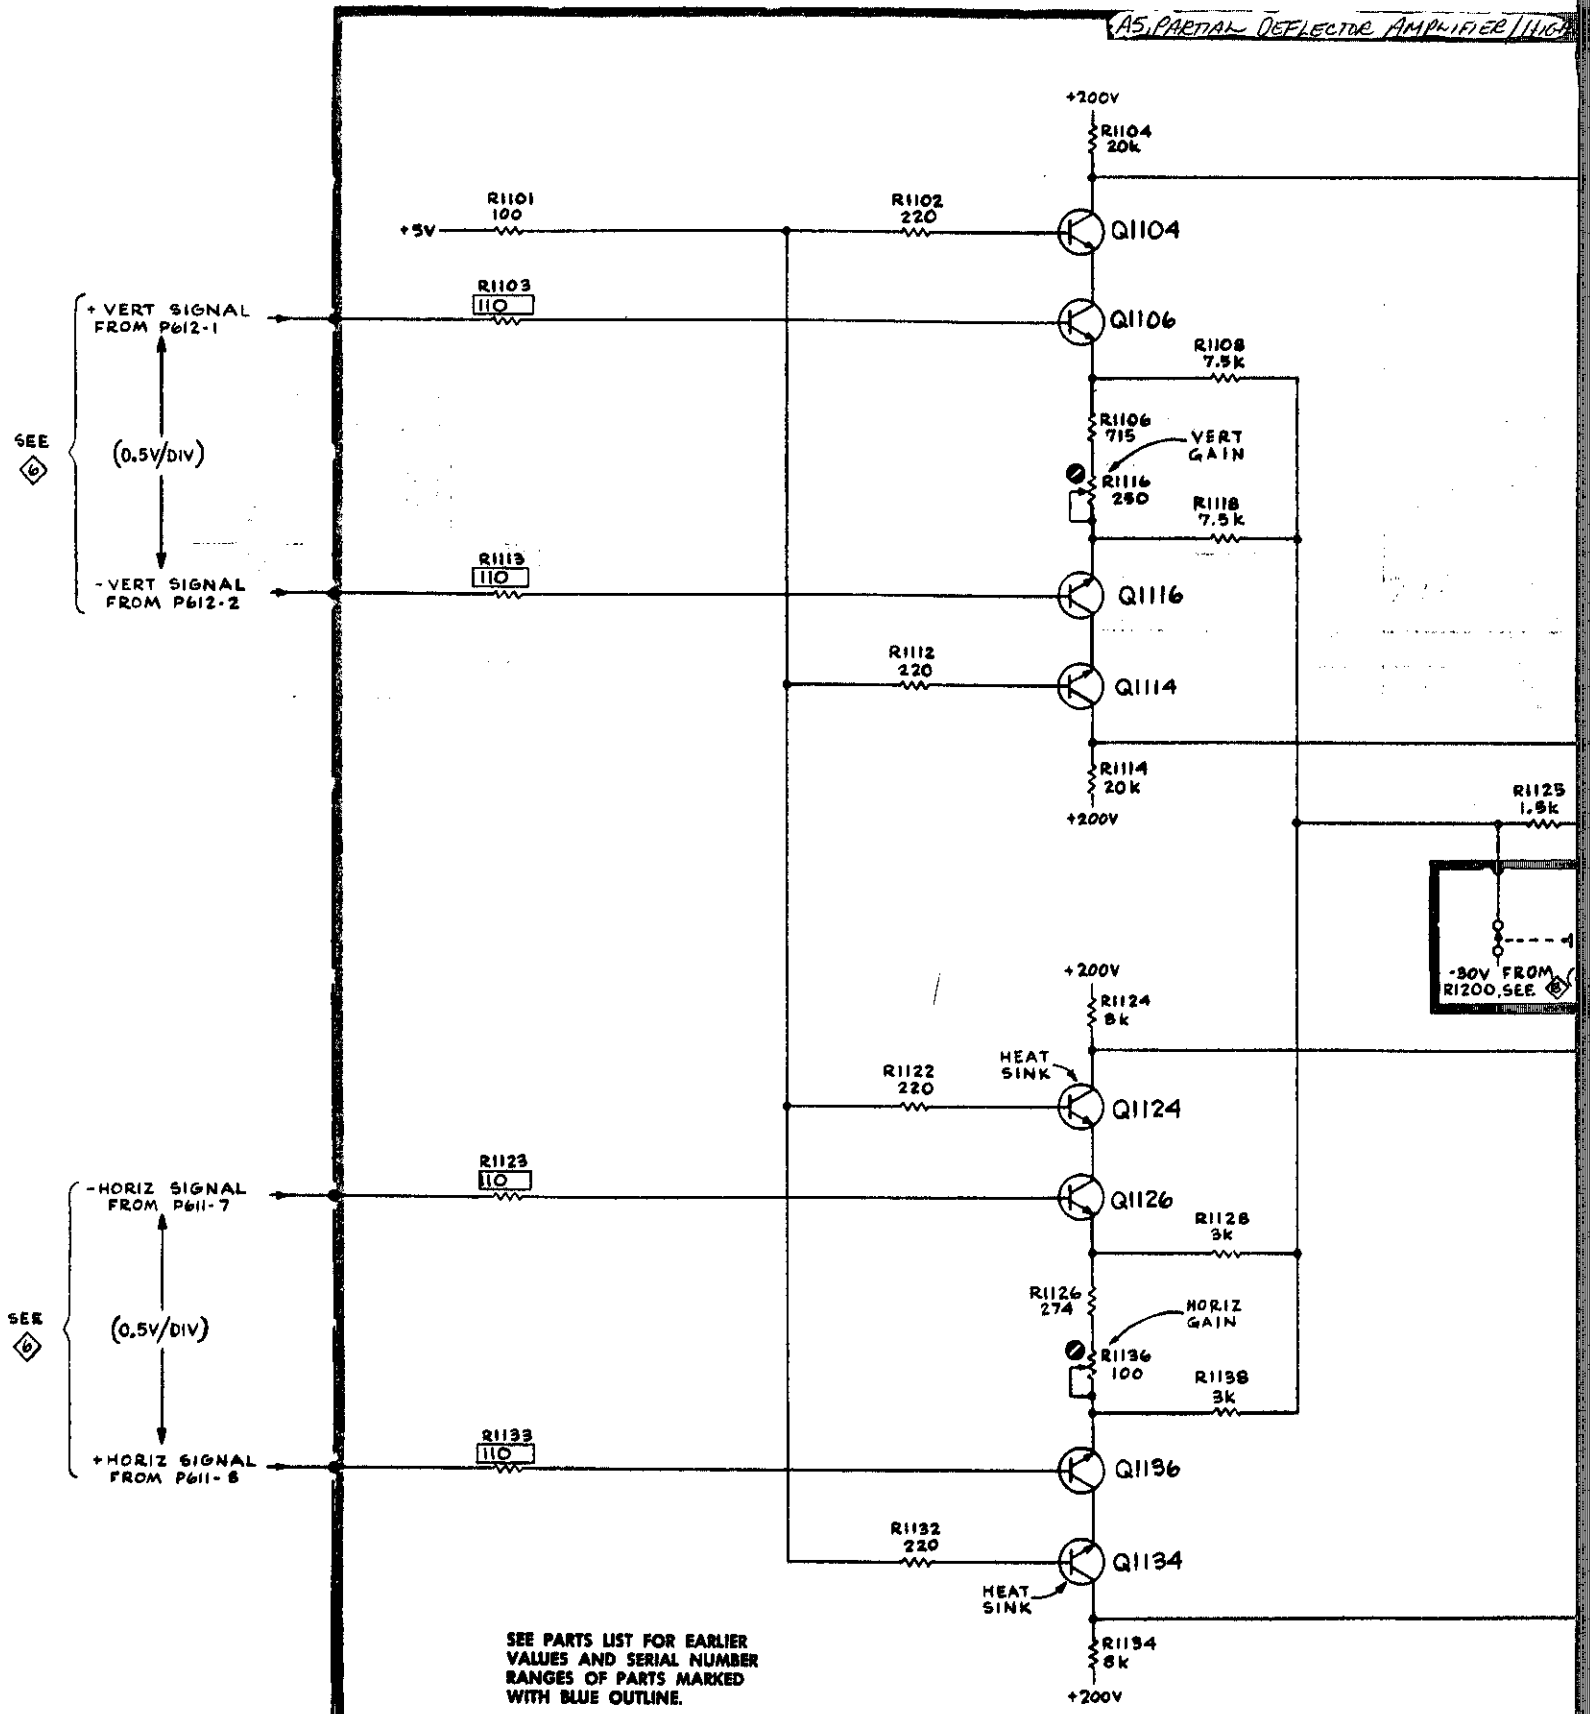 A5, PARTIAL DEFLECTOR AMPLIFIER/HIGH
+200V
R1104
20k
R1101
100
+5V
R1102
220
Q1104
R1103
110
+ VERT SIGNAL
FROM P612-1
Q1106
R1108
7.5k
R1106
715
VERT
GAIN
SEE
6
(0.5V/DIV)
R1116
250
R1118
7.5k
R1113
110
-VERT SIGNAL
FROM P612-2
Q1116
R1112
220
Q1114
R1114
20k
+200V
R1125
1.5k
-30V FROM
R1200, SEE
+200V
R1124
8k
HEAT
SINK
R1122
220
Q1124
R1123
110
-HORIZ SIGNAL
FROM P611-7
Q1126
R1128
3k
R1126
274
HORIZ
GAIN
SEE
6
(0.5V/DIV)
R1136
100
R1138
3k
R1133
110
+HORIZ SIGNAL
FROM P611-8
Q1136
R1132
220
Q1134
HEAT
SINK
R1134
8k
+200V
SEE PARTS LIST FOR EARLIER
VALUES AND SERIAL NUMBER
RANGES OF PARTS MARKED
WITH BLUE OUTLINE.